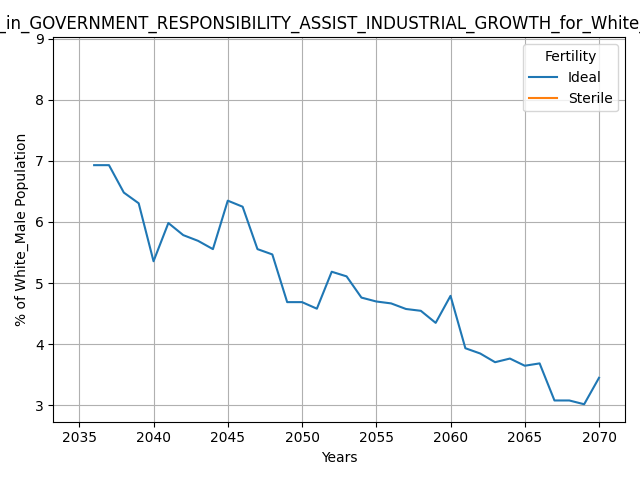 _in_GOVERNMENT_RESPONSIBILITY_ASSIST_INDUSTRIAL_GROWTH_for_White_
Fertility
Ideal
Sterile
% of White_Male Population
9
8
7
6
5
4
3
2035 2040 2045 2050 2055 2060 2065 2070
Years